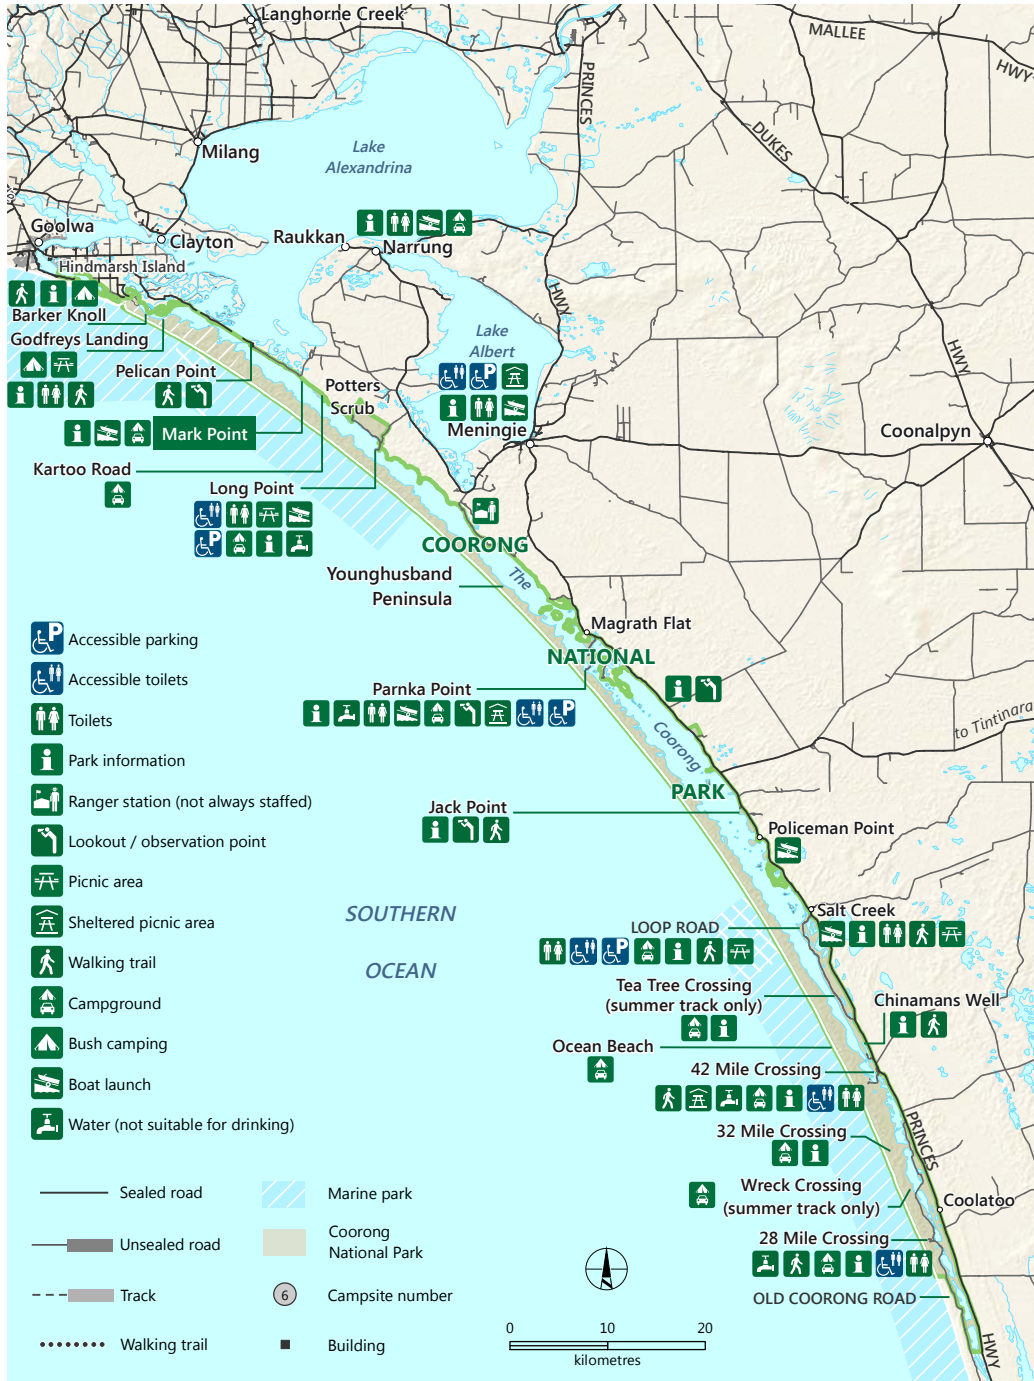 Langhorne Creek
MALLEE
HWY
PRINCES
DUKES
Milang
Lake
Alexandrina
Goolwa
Clayton
Raukkan
Narrung
Hindmarsh Island
HWY
Barker Knoll
Godfreys Landing
Lake
Albert
HWY
Pelican Point
Potters
Scrub
Mark Point
Meningie
Coonalpyn
Kartoo Road
Long Point
COORONG
The
Younghusband
Peninsula
Magrath Flat
NATIONAL
Accessible parking
Accessible toilets
Parnka Point
Toilets
to Tintinara
Coorong
Park information
PARK
Ranger station (not always staffed)
Jack Point
Policeman Point
Lookout / observation point
Picnic area
SOUTHERN
OCEAN
Salt Creek
Sheltered picnic area
LOOP ROAD
Walking trail
Tea Tree Crossing
(summer track only)
Chinamans Well
Campground
Bush camping
Ocean Beach
42 Mile Crossing
Boat launch
Water (not suitable for drinking)
PRINCES
32 Mile Crossing
Wreck Crossing
(summer track only)
Coolatoo
Sealed road
Marine park
Unsealed road
Coorong
National Park
28 Mile Crossing
Track
6
Campsite number
OLD COORONG ROAD
Walking trail
Building
0
10
20
kilometres
HWY